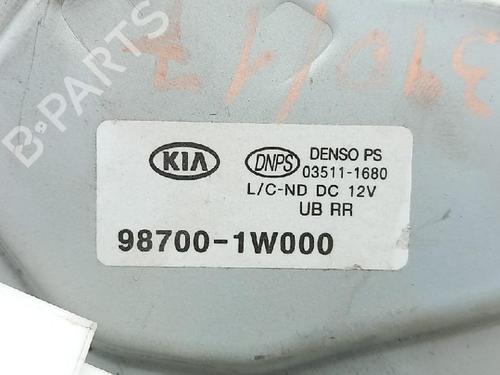 B-PARTS
KIA
DNPS
DENSO PS
03511-1680
L/C-ND DC 12V
UB RR
98700-1W000